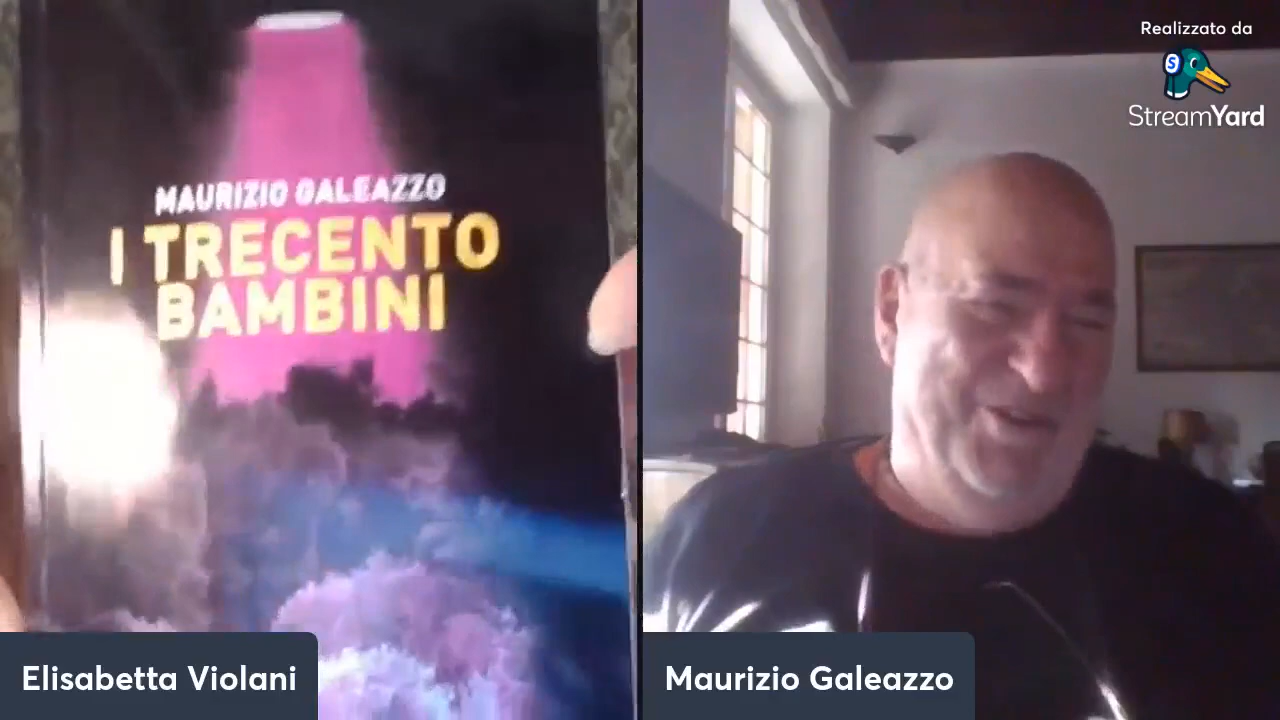 MAURIZIO GALEAZZO
I TRECENTO
BAMBINI
Realizzato da
S
StreamYard
Elisabetta Violani
Maurizio Galeazzo